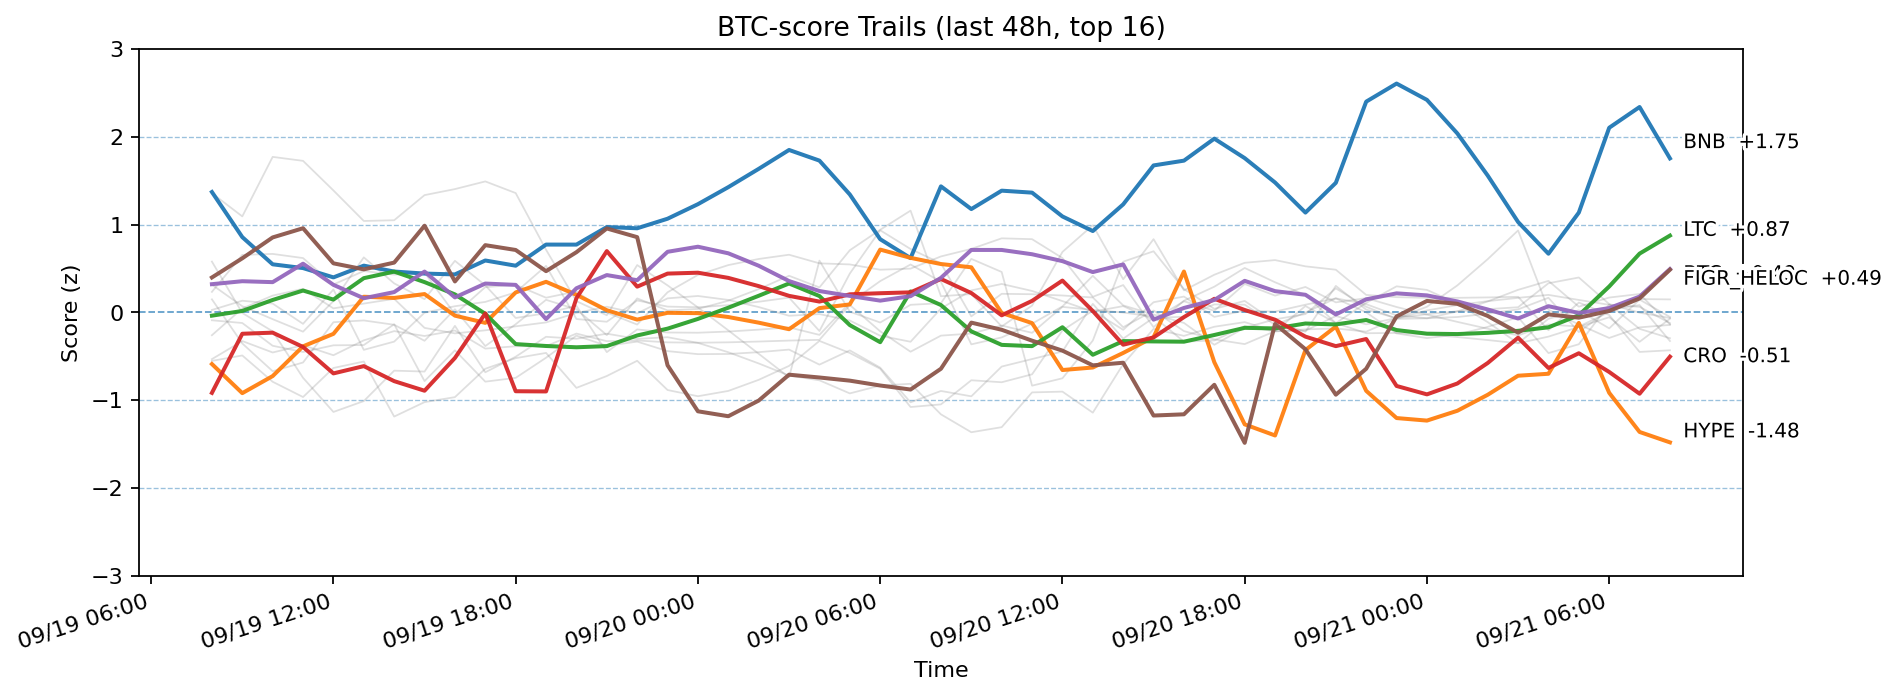 BTC-score Trails (last 48h, top 16)
3
2
1
0
−1
−2
−3
Score (z)
BNB +1.75
LTC +0.87
FIGR_HELOC +0.49
CRO -0.51
HYPE -1.48
09/19 06:00
09/19 12:00
09/19 18:00
09/20 00:00
09/20 06:00
09/20 12:00
09/20 18:00
09/21 00:00
09/21 06:00
Time